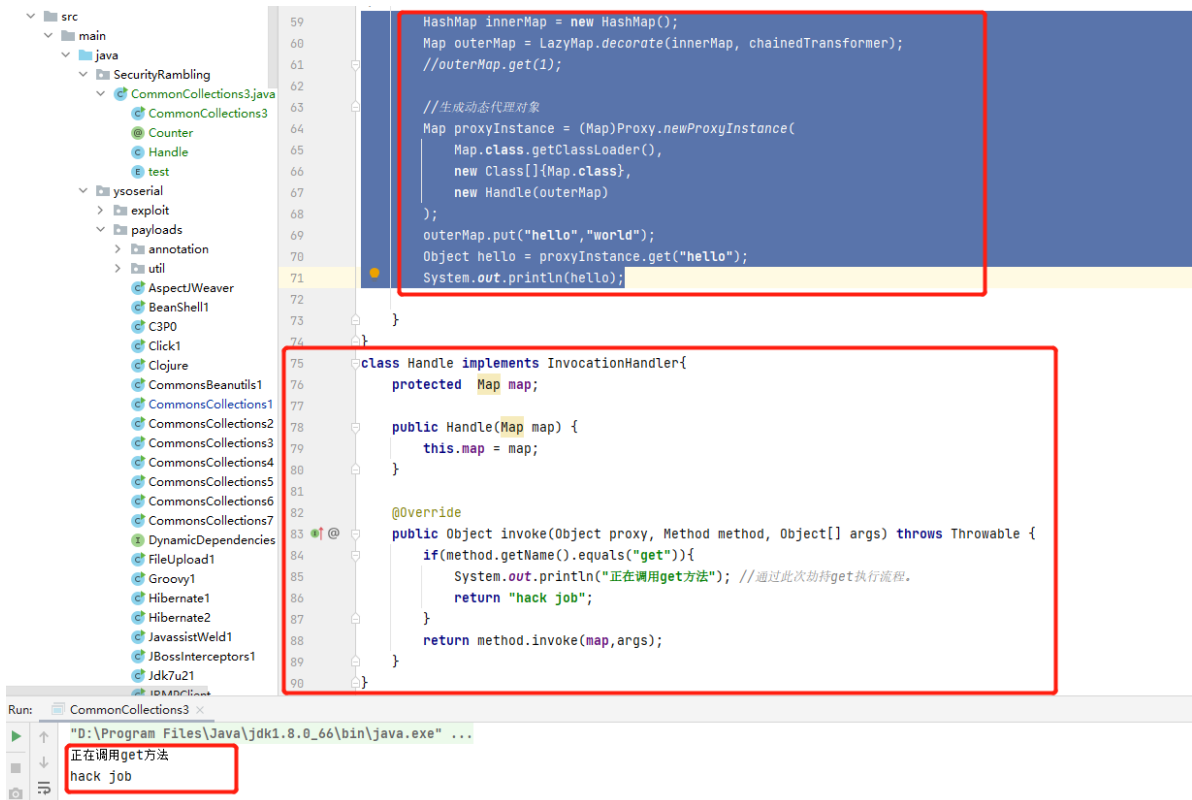 src
main
java
SecurityRambling
CommonCollections3.java
CommonCollections3
Counter
Handle
test
ysoserial
exploit
payloads
annotation
util
AspectJWeaver
BeanShell1
C3P0
Click1
Clojure
CommonsBeanutils1
CommonsCollections1
CommonsCollections2
CommonsCollections3
CommonsCollections4
CommonsCollections5
CommonsCollections6
CommonsCollections7
DynamicDependencies
FileUpload1
Groovy1
Hibernate1
Hibernate2
JavassistWeld1
JBossInterceptors1
Jdk7u21
JRMPClient
59 HashMap innerMap = new HashMap();
60 Map outerMap = LazyMap.decorate(innerMap, chainedTransformer);
61 //outerMap.get(1);
62
63 //生成动态代理对象
64 Map proxyInstance = (Map)Proxy.newProxyInstance(
65 Map.class.getClassLoader(),
66 new Class[]{Map.class},
67 new Handle(outerMap)
68 );
69 outerMap.put("hello","world");
70 Object hello = proxyInstance.get("hello");
71 System.out.println(hello);
72
73 }
74 }
75 class Handle implements InvocationHandler{
76 protected  Map map;
77
78 public Handle(Map map) {
79 this.map = map;
80 }
81
82 @Override
83 public Object invoke(Object proxy, Method method, Object[] args) throws Throwable {
84 if(method.getName().equals("get")){
85 System.out.println("正在调用get方法"); //通过此次劫持get执行流程。
86 return "hack job";
87 }
88 return method.invoke(map,args);
89 }
90 }
Run: CommonCollections3
"D:\Program Files\Java\jdk1.8.0_66\bin\java.exe" ...
正在调用get方法
hack job